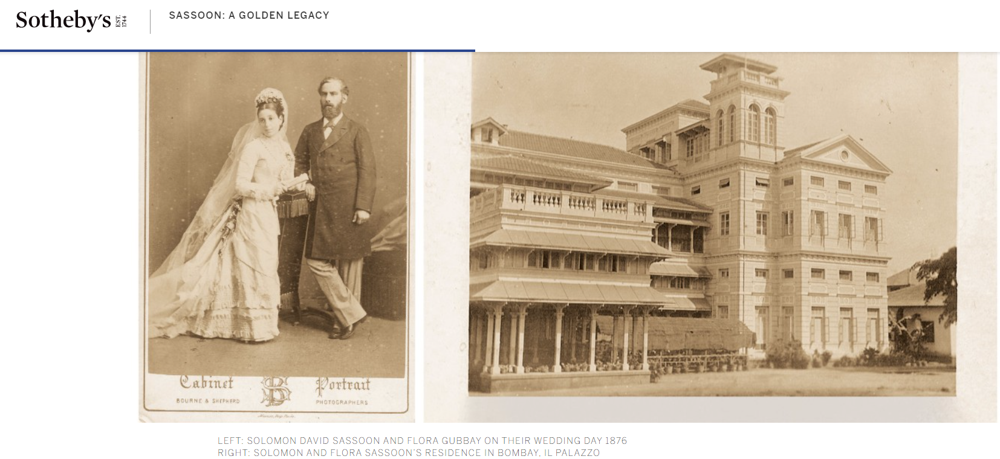 Sotheby's EST. 1744
SASSOON: A GOLDEN LEGACY
Cabinet BS Portrait
BOURNE & SHEPHERD PHOTOGRAPHERS
LEFT: SOLOMON DAVID SASSOON AND FLORA GUBBAY ON THEIR WEDDING DAY 1876
RIGHT: SOLOMON AND FLORA SASSOON'S RESIDENCE IN BOMBAY, IL PALAZZO